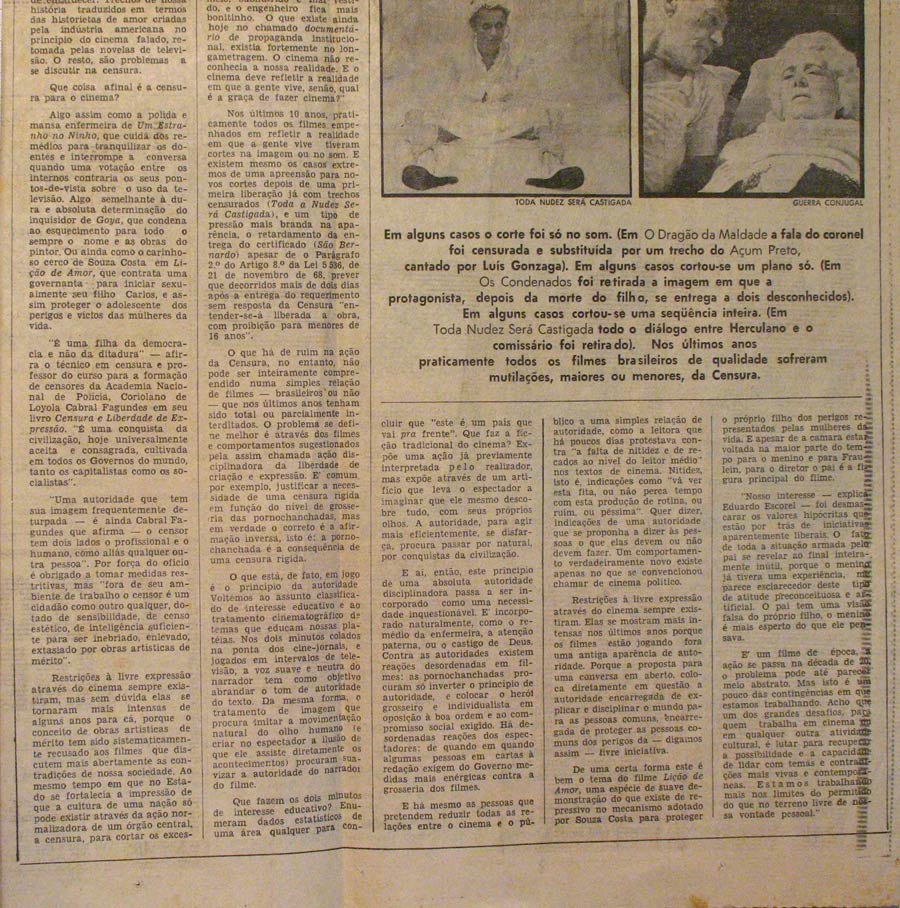 história traduzidos em termos
das historietas de amor criadas
pela indústria americana no
princípio do cinema falado, re-
tomada pelas novelas de televi-
são. O resto, são problemas a
se discutir na censura.
Que coisa afinal é a censu-
ra para o cinema?
Algo assim como a polida e
mansa enfermeira de Um Estra-
nho no Ninho, que cuida dos re-
médios para tranquilizar os do-
entes e interrompe a conversa
quando uma votação entre os
internos contraria os seus pon-
tos-de-vista sobre o uso da te-
levisão. Algo semelhante à du-
ra e absoluta determinação do
inquisidor de Goya, que condena
ao esquecimento para todo o
sempre o nome e as obras do
pintor. Ou ainda como o carinho-
so cerco de Souza Costa em Li-
ção de Amor, que contrata uma
governanta para iniciar sexu-
almente seu filho Carlos, e as-
sim proteger o adolescente dos
perigos e vícios das mulheres da
vida.
"É uma filha da democra-
cia e não da ditadura" — afir-
ra o técnico em censura e pro-
fessor do curso para a formação
de censores da Academia Nacio-
nal de Polícia, Coriolano de
Loyola Cabral Fagundes em seu
livro Censura e Liberdade de Ex-
pressão. "É uma conquista da
civilização, hoje universalmente
aceita e consagrada, cultivada
em todos os Governos do mundo,
tanto os capitalistas como os so-
cialistas".
"Uma autoridade que tem
sua imagem frequentemente de-
turpada — é ainda Cabral Fa-
gundes que afirma — o censor
tem dois lados o profissional e o
humano, como aliás qualquer ou-
tra pessoa". Por força do ofício
é obrigado a tomar medidas res-
tritivas, mas "fora de seu am-
biente de trabalho o censor é um
cidadão como outro qualquer, do-
tado de sensibilidade, de censo
estético, de inteligência suficien-
te para ser inebriado, enlevado,
extasiado por obras artísticas de
mérito".
Restrições à livre expressão
através do cinema sempre exis-
tiram, mas sem dúvida elas se
tornaram mais intensas de
alguns anos para cá, porque o
conceito de obras artísticas de
mérito tem aido sistematicamen-
te recusado aos filmes que dis-
cutem mais abertamente as con-
tradições de nossa sociedade. Ao
mesmo tempo em que no Esta-
do se fortalecia a impressão de
que a cultura de uma nação só
pode existir através da ação nor-
malizadora de um órgão central,
a censura, para cortar os exces-
do, e o engenheiro fica mais
bonitinho. O que existe ainda
hoje no chamado documentá-
rio de propaganda institucio-
nal, existia fortemente no lon-
gametragem. O cinema não re-
conhecia a nossa realidade. E o
cinema deve refletir a realidade
em que a gente vive, senão, qual
é a graça de fazer cinema?"
Nos últimos 10 anos, prati-
camente todos os filmes empe-
nhados em refletir a realidade
em que a gente vive tiveram
cortes na imagem ou no som. E
existem mesmo os casos extre-
mos de uma apreensão para no-
vos cortes depois de uma pri-
meira liberação já com trechos
censurados (Toda a Nudez Se-
rá Castigada), e um tipo de
pressão mais branda na apa-
rência, o retardamento da en-
trega do certificado (São Ber-
nardo) apesar de o Parágrafo
2.º do Artigo 8.º da Lei 5 536, de
21 de novembro de 68, prever
que decorridos mais de dois dias
após a entrega do requerimento
sem resposta da Censura "en-
tender-se-á liberada a obra,
com proibição para menores de
16 anos".
O que há de ruim na ação
da Censura, no entanto, não
pode ser inteiramente compre-
endido numa simples relação
de filmes — brasileiros ou não
— que nos últimos anos tenham
sido total ou parcialmente in-
terditados. O problema se defi-
ne melhor é através dos filmes
e comportamentos sugestionados
pela assim chamada ação dis-
ciplinadora da liberdade de
criação e expressão. É comum
por exemplo, justificar a neces-
sidade de uma censura rígida
em função do nível de grosse-
ria das pornochanchadas, mas
em verdade o correto é a afir-
mação inversa, isto é: a porno-
chanchada é a consequência de
uma censura rígida.
O que está, de fato, em jogo
é o princípio da autoridade
Voltemos ao assunto classifica-
do de interesse educativo e ao
tratamento cinematográfico de
temas que educam nossas pla-
téias. Nos dois minutos colados
na ponta dos cine-jornais, e
jogados em intervalos de tele-
visão, a voz suave e neutra do
narrador tem como objetivo
abrandar o tom de autoridade
do texto. Da mesma forma, o
tratamento de imagem que
procura imitar a movimentação
natural do olho humano (e
criar no espectador a ilusão de
que ele assiste diretamente os
acontecimentos) procuram sua-
vizar a autoridade do narrador
do filme.
Que fazem os dois minutos
de interesse educativo? Enu-
meram dados estatísticos de
uma área qualquer para con-
TODA NUDEZ SERÁ CASTIGADA
GUERRA CONJUGAL
Em alguns casos o corte foi só no som. (Em O Dragão da Maldade a fala do coronel
foi censurada e substituída por um trecho do Açum Preto,
cantado por Luís Gonzaga). Em alguns casos cortou-se um plano só. (Em
Os Condenados foi retirada a imagem em que a
protagonista, depois da morte do filho, se entrega a dois desconhecidos).
Em alguns casos cortou-se uma seqüência inteira. (Em
Toda Nudez Será Castigada todo o diálogo entre Herculano e o
comissário foi retirado). Nos últimos anos
praticamente todos os filmes brasileiros de qualidade sofreram
mutilações, maiores ou menores, da Censura.
cluir que "este é um país que
vai pra frente". Que faz a fic-
ção tradicional do cinema? Ex-
põe uma ação já previamente
interpretada pelo realizador,
mas expõe através de um arti-
fício que leva o espectador a
imaginar que ele mesmo desco-
bre tudo, com seus próprios
olhos. A autoridade, para agir
mais eficientemente, se disfar-
ça, procura passar por natural,
por conquista da civilização.
E aí, então, este princípio
de uma absoluta autoridade
disciplinadora passa a ser in-
corporado como uma necessi-
dade inquestionável. É incorpo-
rado naturalmente, como o re-
médio da enfermeira, a atenção
paterna, ou o castigo de Deus.
Contra as autoridades existem
reações desordenadas em fil-
mes: as pornochanchadas pro-
curam só inverter o princípio de
autoridade, e colocar o herói
grosseiro e individualista em
oposição à boa ordem e ao com-
promisso social exigido. Há de-
sordenadas reações dos espec-
tadores: de quando em quando
algumas pessoas em cartas à
redação exigem do Governo me-
didas mais enérgicas contra a
grosseria dos filmes.
E há mesmo as pessoas que
pretendem reduzir todas as re-
lações entre o cinema e o pú-
blico a uma simples relação de
autoridade, como a leitora que
há poucos dias protestava con-
tra "a falta de nitidez e de re-
cados ao nível do leitor médio"
nos textos de cinema. Nitidez,
isto é, indicações como "vá ver
esta fita, ou não perca tempo
com esta produção de rotina, ou
ruim, ou péssima". Quer dizer,
indicações de uma autoridade
que se proponha a dizer às pes-
soas o que elas devem ou não
devem fazer. Um comportamen-
to verdadeiramente novo existe
apenas no que se convencionou
chamar de cinema político.
Restrições à livre expressão
através do cinema sempre exis-
tiram. Elas se mostraram mais in-
tensas nos últimos anos porque
os filmes estão jogando fora
uma antiga aparência de auto-
ridade. Porque a proposta para
uma conversa em aberto, colo-
ca diretamente em questão a
autoridade encarregada de ex-
plicar e disciplinar o mundo pa-
ra as pessoas comuns, encarre-
gada de proteger as pessoas co-
muns dos perigos da — digamos
assim — livre iniciativa.
De uma certa forma este é
bem o tema do filme Lição de
Amor, uma espécie de suave de-
monstração do que existe de re-
pressivo no mecanismo adotado
por Souza Costa para proteger
o próprio filho dos perigos re-
presentados pelas mulheres da
vida. E apesar de a camara estar
voltada na maior parte do tem-
po para o menino e para Frau-
lein, para o diretor o pai é a fi-
gura principal do filme.
"Nosso interesse — explica
Eduardo Escorel — foi desmas-
carar os valores hipócritas que
estão por trás de iniciativas
aparentemente liberais. O fato
de toda a situação armada pelo
pai se revelar ao final inteira-
mente inútil, porque o menino
já tivera uma experiência, me
parece esclarecer deste tipo
de atitude preconceituosa e ar-
tificial. O pai tem uma visão
falsa do próprio filho, o menino
é mais esperto do que ele pen-
sava.
E' um filme de época, a
ação se passa na década de 20,
o problema pode até parecer
meio abstrato. Mas isto é um
pouco das contingências em que
estamos trabalhando. Acho que
um dos grandes desafios, para
quem trabalha em cinema ou
em qualquer outra atividade
cultural, é lutar para recuperar
a possibilidade e a capacidade
de lidar com temas e contradi-
ções mais vivas e contemporâ-
neas. Estamos trabalhando
mais nos limites do permitido
do que no terreno livre de nos-
sa vontade pessoal."